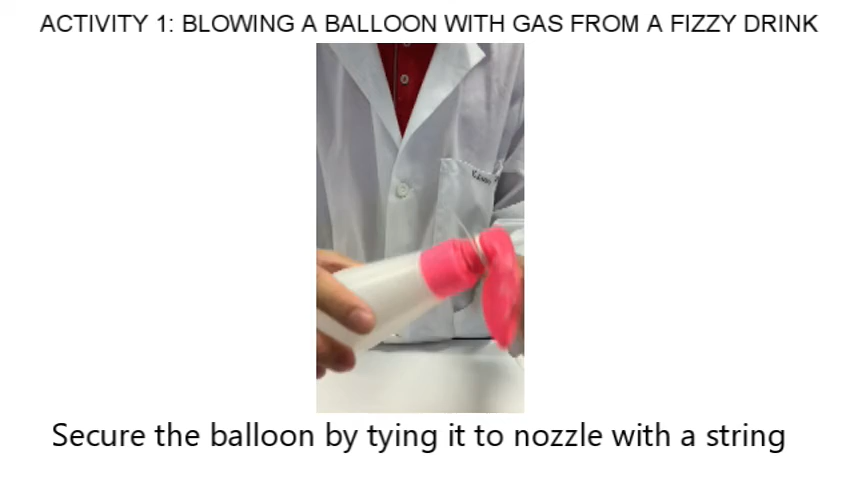 ACTIVITY 1: BLOWING A BALLOON WITH GAS FROM A FIZZY DRINK
Secure the balloon by tying it to nozzle with a string